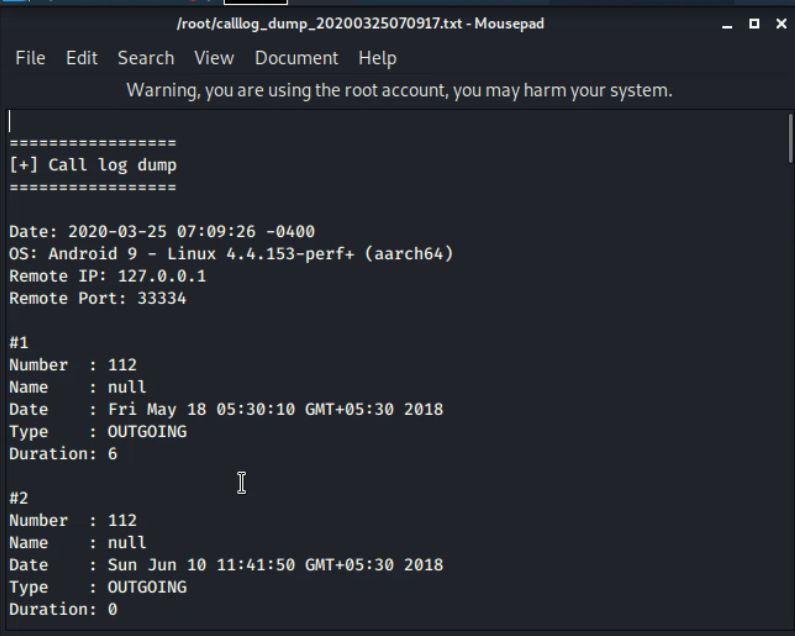 /root/calllog_dump_20200325070917.txt - Mousepad
File Edit Search View Document Help
Warning, you are using the root account, you may harm your system.
=================
[+] Call log dump
=================
Date: 2020-03-25 07:09:26 -0400
OS: Android 9 - Linux 4.4.153-perf+ (aarch64)
Remote IP: 127.0.0.1
Remote Port: 33334
#1
Number  : 112
Name    : null
Date    : Fri May 18 05:30:10 GMT+05:30 2018
Type    : OUTGOING
Duration: 6
#2
Number  : 112
Name    : null
Date    : Sun Jun 10 11:41:50 GMT+05:30 2018
Type    : OUTGOING
Duration: 0